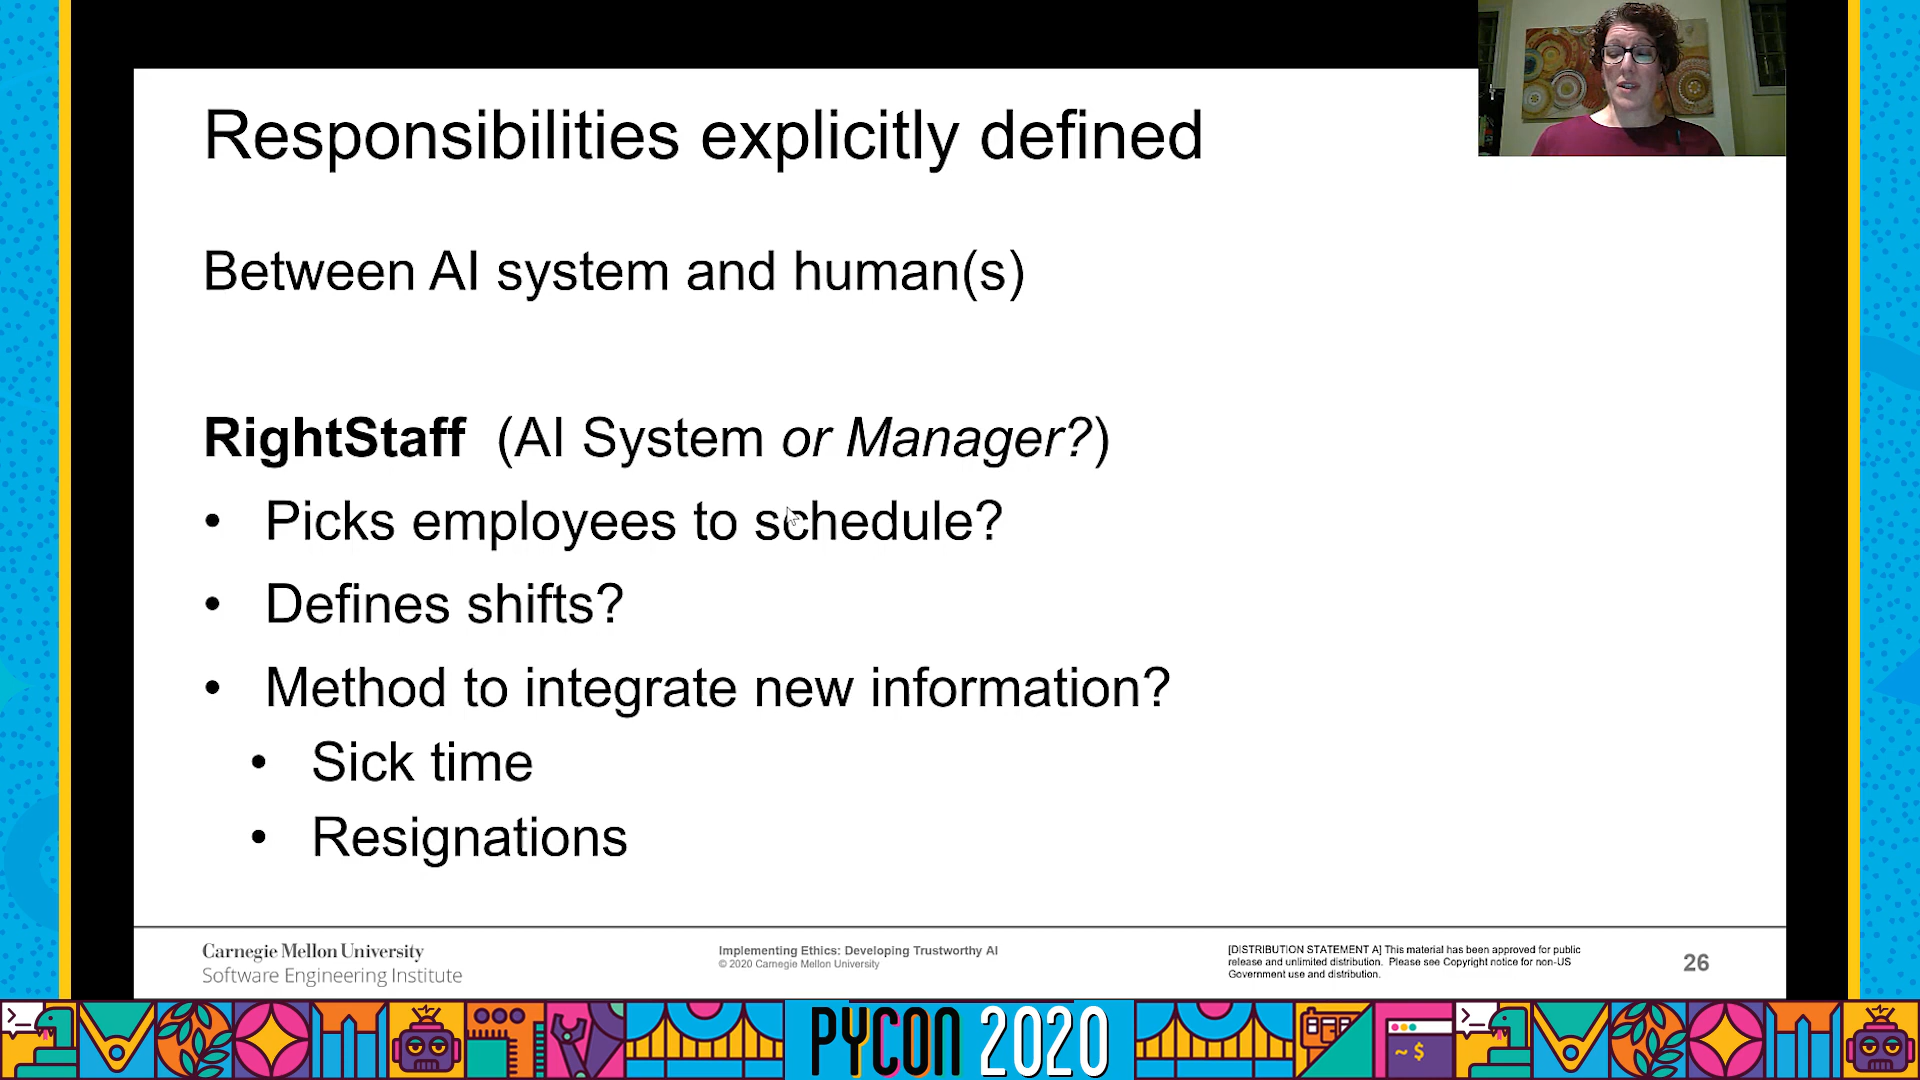 Responsibilities explicitly defined
Between AI system and human(s)
RightStaff (AI System or Manager?)
• Picks employees to schedule?
• Defines shifts?
• Method to integrate new information?
• Sick time
• Resignations
Carnegie Mellon University
Software Engineering Institute
Implementing Ethics: Developing Trustworthy AI
© 2020 Carnegie Mellon University
[DISTRIBUTION STATEMENT A] This material has been approved for public
release and unlimited distribution. Please see Copyright notice for non-US
Government use and distribution.
26
PYCON 2020
~ $